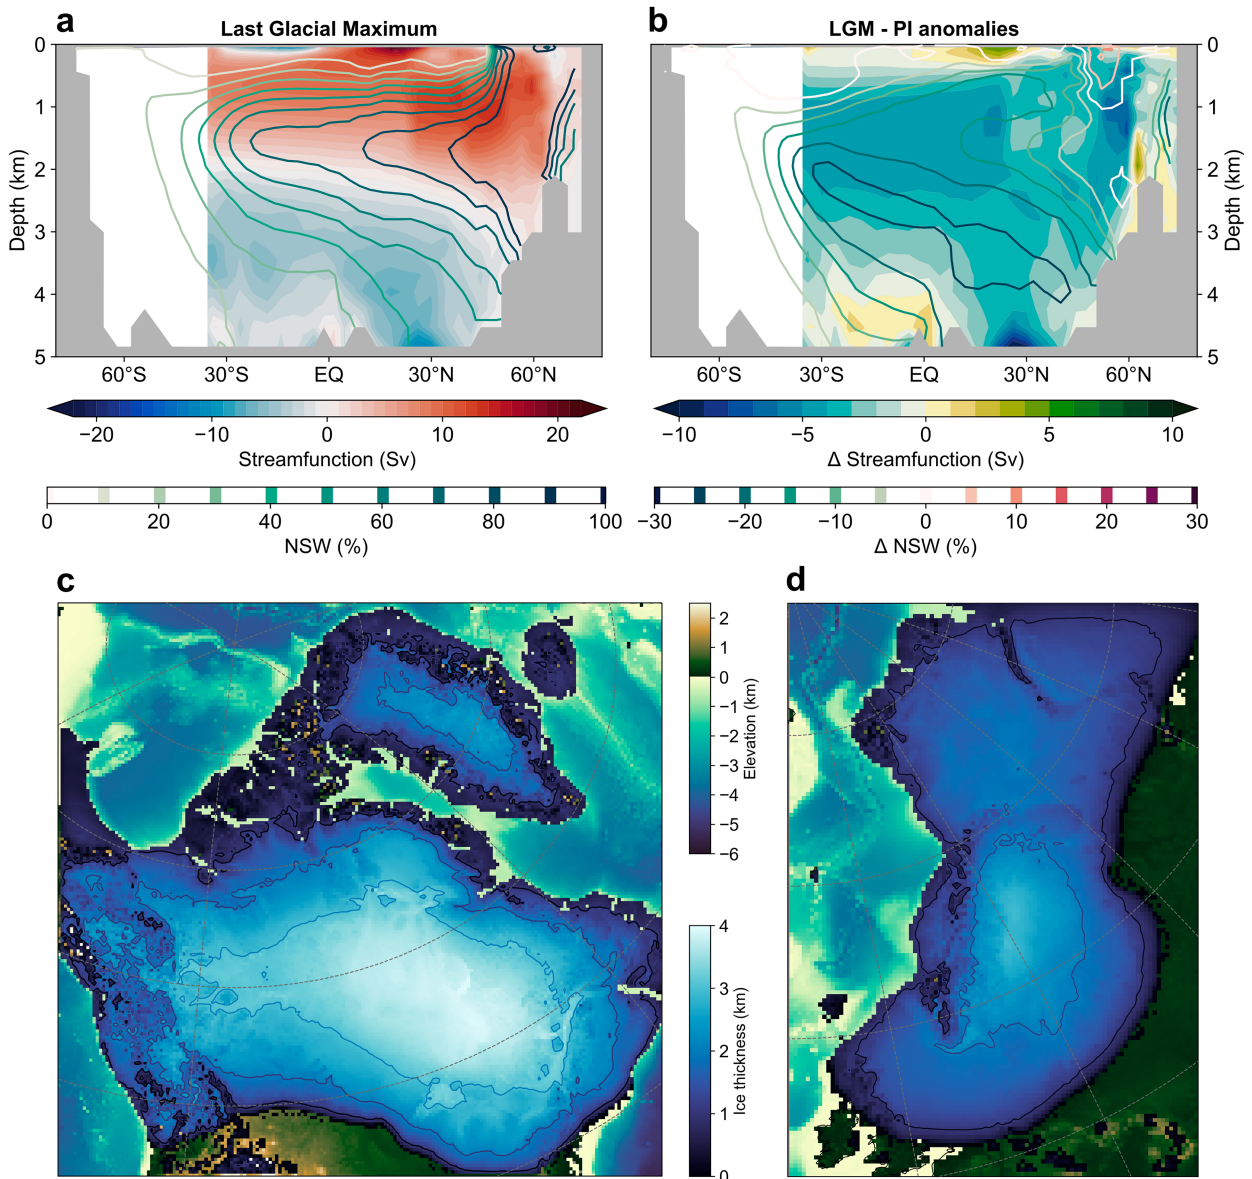 a
Last Glacial Maximum
b
LGM - PI anomalies
0
1
2
3
4
5
Depth (km)
60°S
30°S
EQ
30°N
60°N
0
1
2
3
4
5
Depth (km)
60°S
30°S
EQ
30°N
60°N
−20
−10
0
10
20
Streamfunction (Sv)
−10
−5
0
5
10
Δ Streamfunction (Sv)
0
20
40
60
80
100
NSW (%)
−30
−20
−10
0
10
20
30
Δ NSW (%)
c
d
2
1
0
−1
−2
−3
−4
−5
−6
Elevation (km)
4
3
2
1
0
Ice thickness (km)